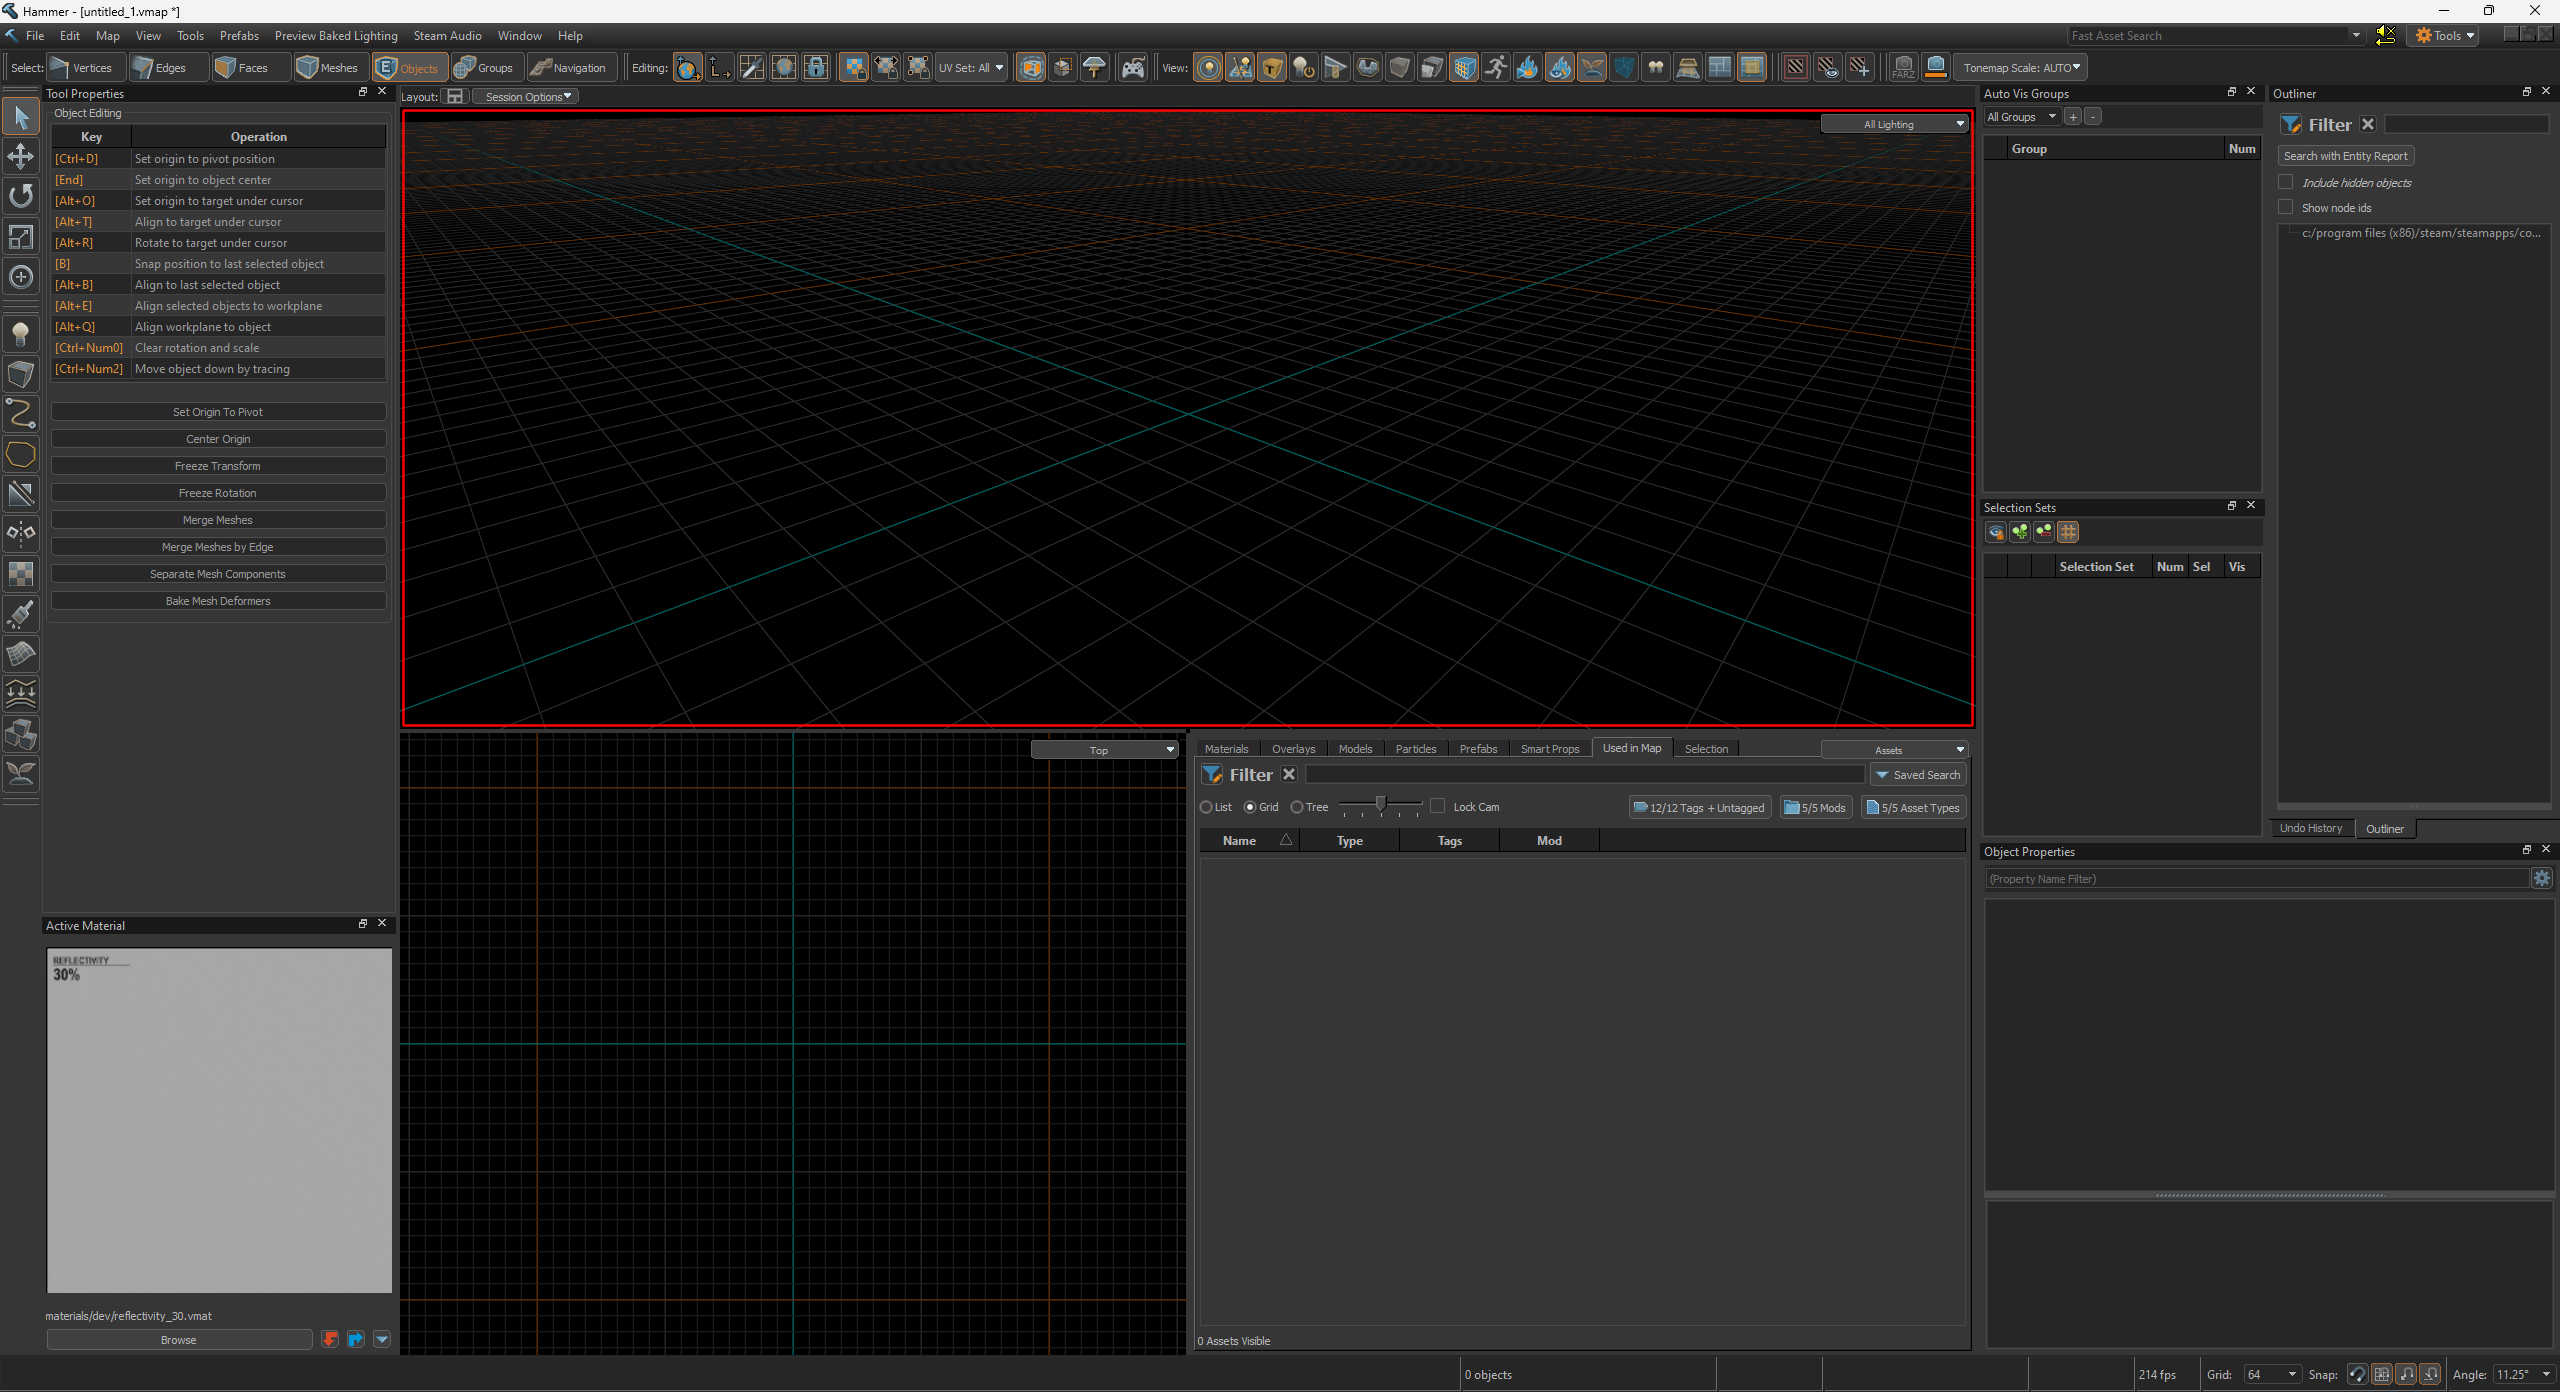 Hammer - [untitled_1.vmap *]
File Edit Map View Tools Prefabs Preview Baked Lighting Steam Audio Window Help
Fast Asset Search
Tools
Select: Vertices Edges Faces Meshes Objects Groups Navigation Editing: UV Set: All View: FARZ Tonemap Scale: AUTO
Tool Properties
Object Editing
Key Operation
[Ctrl+D] Set origin to pivot position
[End] Set origin to object center
[Alt+O] Set origin to target under cursor
[Alt+T] Align to target under cursor
[Alt+R] Rotate to target under cursor
[B] Snap position to last selected object
[Alt+B] Align to last selected object
[Alt+E] Align selected objects to workplane
[Alt+Q] Align workplane to object
[Ctrl+Num0] Clear rotation and scale
[Ctrl+Num2] Move object down by tracing
Set Origin To Pivot
Center Origin
Freeze Transform
Freeze Rotation
Merge Meshes
Merge Meshes by Edge
Separate Mesh Components
Bake Mesh Deformers
Active Material
REFLECTIVITY
30%
materials/dev/reflectivity_30.vmat
Browse
Layout: Session Options
All Lighting
Top
Materials Overlays Models Particles Prefabs Smart Props Used in Map Selection Assets
Filter Saved Search
List Grid Tree Lock Cam 12/12 Tags + Untagged 5/5 Mods 5/5 Asset Types
Name Type Tags Mod
0 Assets Visible
Auto Vis Groups
All Groups + -
Group Num
Selection Sets
Selection Set Num Sel Vis
Outliner
Filter
Search with Entity Report
Include hidden objects
Show node ids
c:/program files (x86)/steam/steamapps/co...
Undo History Outliner
Object Properties
(Property Name Filter)
0 objects 214 fps Grid: 64 Snap: Angle: 11.25°